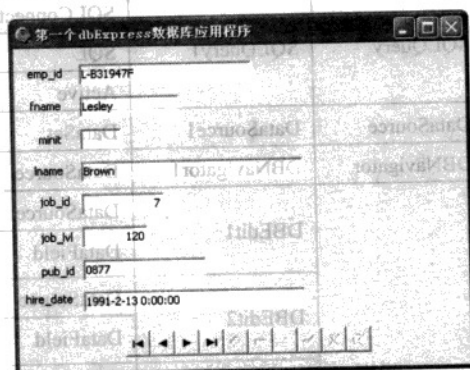 第一个dbExpress数据库应用程序
emp_id L-B31947F
fname Lesley
minit
lname Brown
job_id 7
job_lvl 120
pub_id 0877
hire_date 1991-2-13 0:00:00